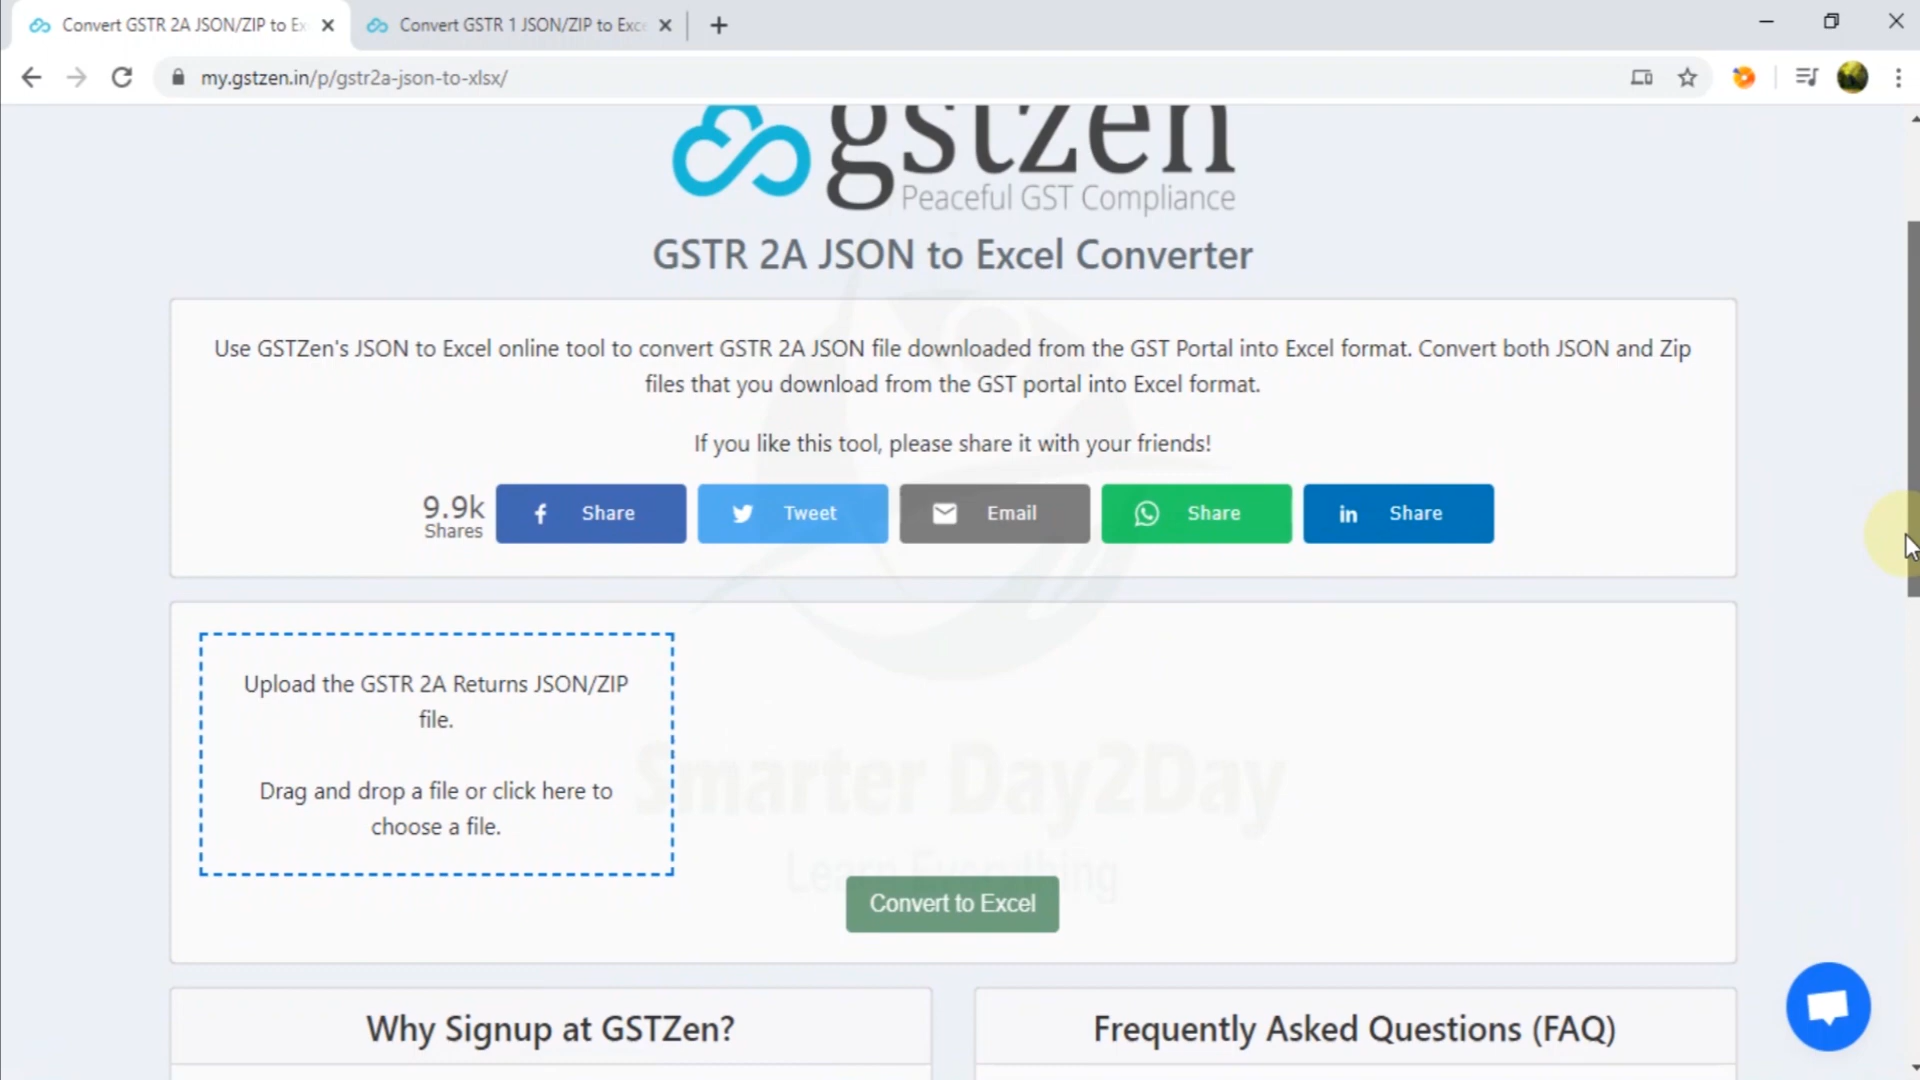 Convert GSTR 2A JSON/ZIP to Ex
Convert GSTR 1 JSON/ZIP to Exce
my.gstzen.in/p/gstr2a-json-to-xlsx/
gstzen
Peaceful GST Compliance
GSTR 2A JSON to Excel Converter
Use GSTZen's JSON to Excel online tool to convert GSTR 2A JSON file downloaded from the GST Portal into Excel format. Convert both JSON and Zip
files that you download from the GST portal into Excel format.
If you like this tool, please share it with your friends!
9.9k
Shares
Share
Tweet
Email
Share
Share
Upload the GSTR 2A Returns JSON/ZIP
file.
Drag and drop a file or click here to
choose a file.
Smarter Day2Day
Learn Everything
Convert to Excel
Why Signup at GSTZen?
Frequently Asked Questions (FAQ)